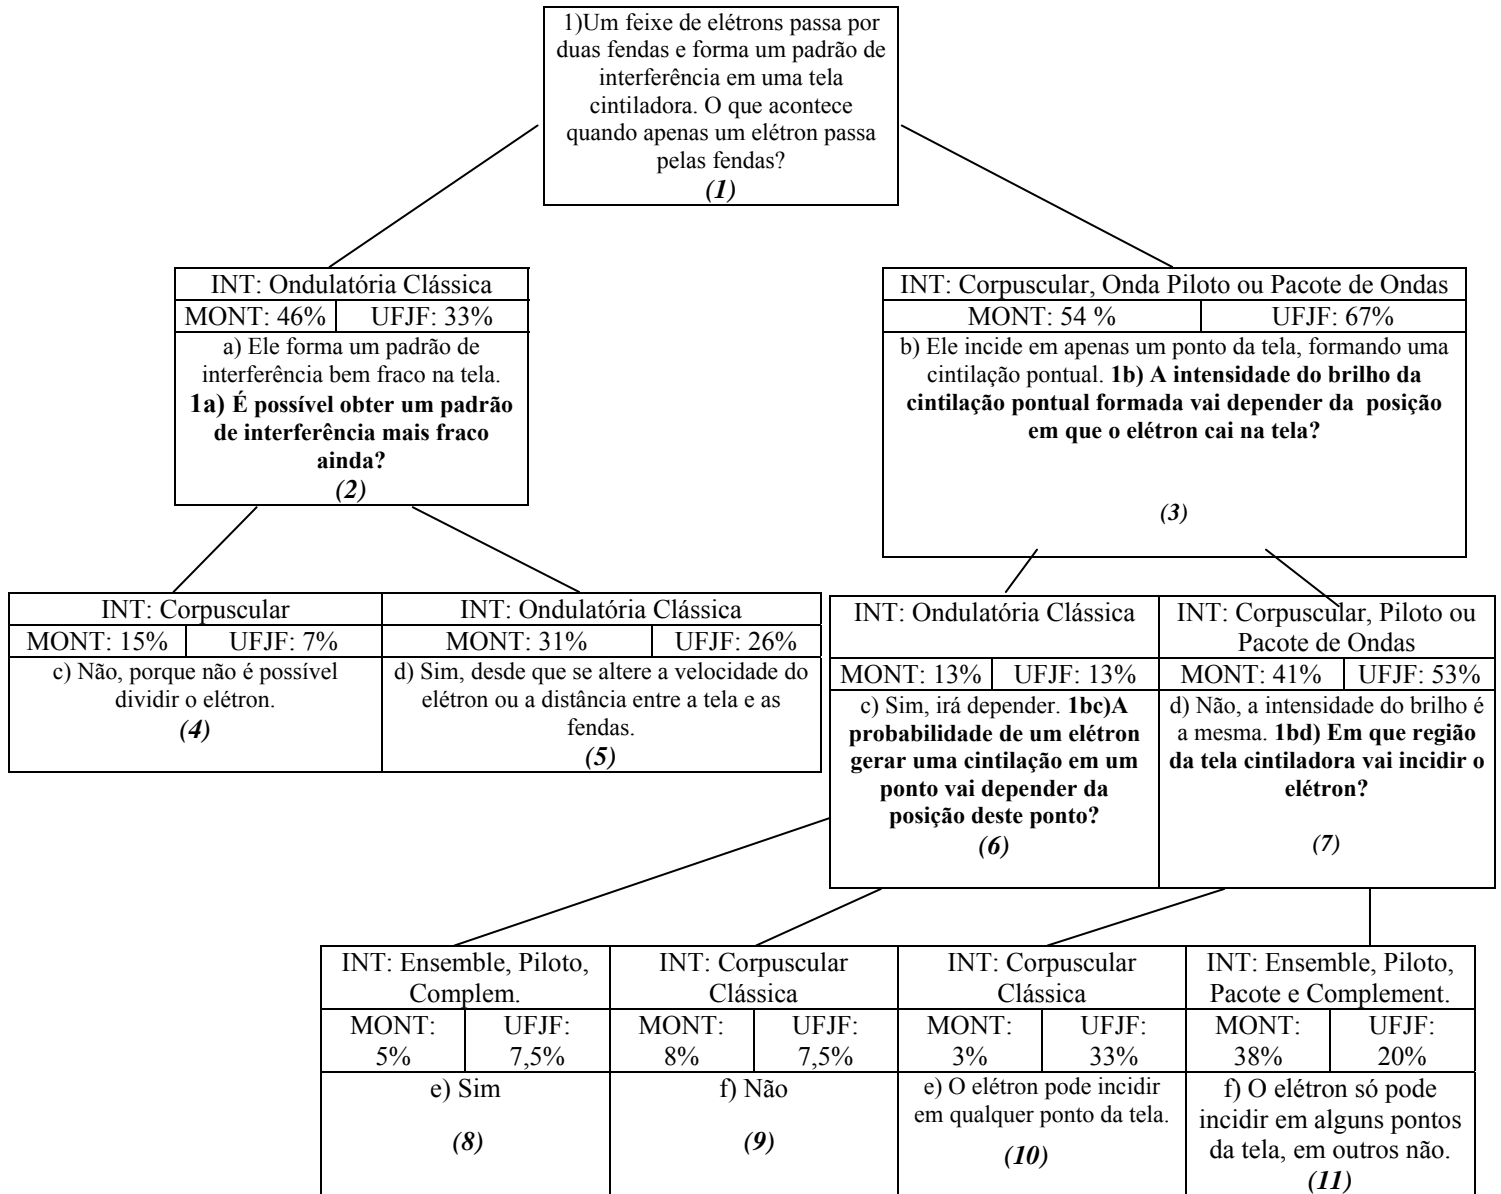 1)Um feixe de elétrons passa por
duas fendas e forma um padrão de
interferência em uma tela
cintiladora. O que acontece
quando apenas um elétron passa
pelas fendas?
(1)
INT: Ondulatória Clássica
MONT: 46% UFJF: 33%
a) Ele forma um padrão de
interferência bem fraco na tela.
1a) É possível obter um padrão
de interferência mais fraco
ainda?
(2)
INT: Corpuscular, Onda Piloto ou Pacote de Ondas
MONT: 54 % UFJF: 67%
b) Ele incide em apenas um ponto da tela, formando uma
cintilação pontual. 1b) A intensidade do brilho da
cintilação pontual formada vai depender da posição
em que o elétron cai na tela?
(3)
INT: Corpuscular
MONT: 15% UFJF: 7%
c) Não, porque não é possível
dividir o elétron.
(4)
INT: Ondulatória Clássica
MONT: 31% UFJF: 26%
d) Sim, desde que se altere a velocidade do
elétron ou a distância entre a tela e as
fendas.
(5)
INT: Ondulatória Clássica
MONT: 13% UFJF: 13%
c) Sim, irá depender. 1bc)A
probabilidade de um elétron
gerar uma cintilação em um
ponto vai depender da
posição deste ponto?
(6)
INT: Corpuscular, Piloto ou
Pacote de Ondas
MONT: 41% UFJF: 53%
d) Não, a intensidade do brilho é
a mesma. 1bd) Em que região
da tela cintiladora vai incidir o
elétron?
(7)
INT: Ensemble, Piloto,
Complem.
MONT: UFJF:
5% 7,5%
e) Sim
(8)
INT: Corpuscular
Clássica
MONT: UFJF:
8% 7,5%
f) Não
(9)
INT: Corpuscular
Clássica
MONT: UFJF:
3% 33%
e) O elétron pode incidir
em qualquer ponto da tela.
(10)
INT: Ensemble, Piloto,
Pacote e Complement.
MONT: UFJF:
38% 20%
f) O elétron só pode
incidir em alguns pontos
da tela, em outros não.
(11)